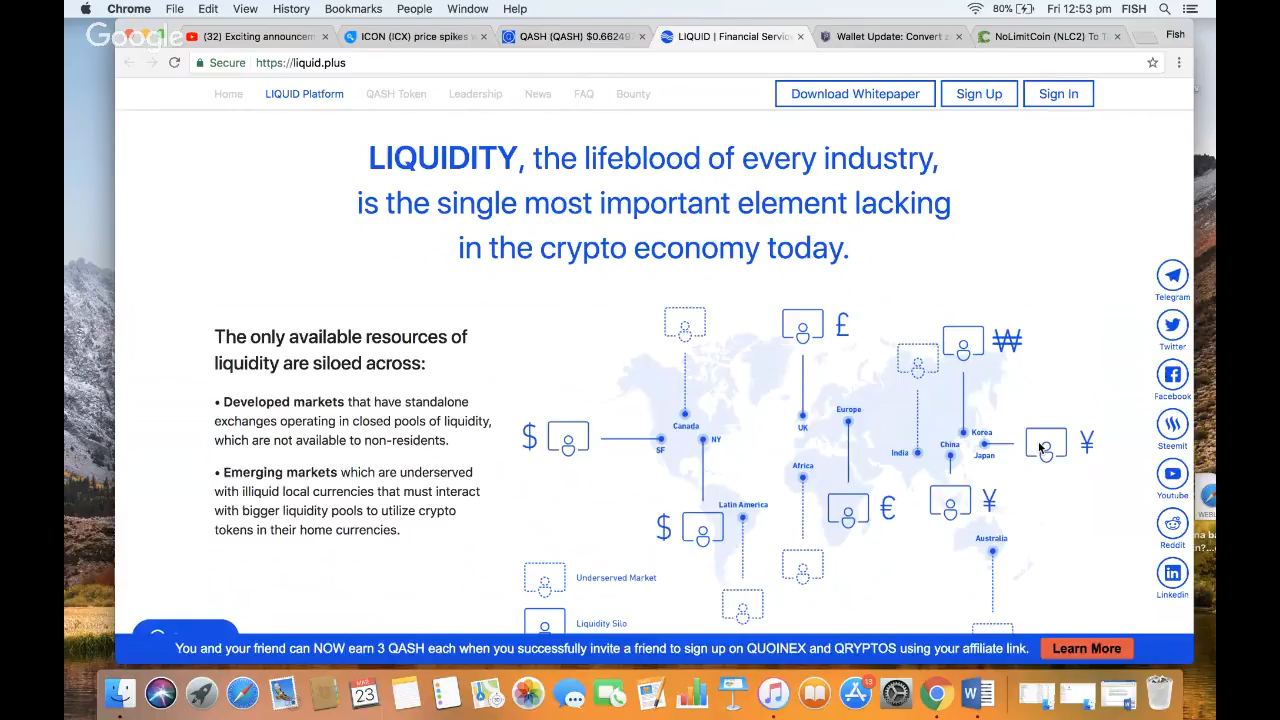 Chrome File Edit View History Bookmarks People Window Help 80% Fri 12:53 pm FISH
Google
(32) Exciting announcem × ICON (ICX) price spikes w × QASH (QASH) $0.66249 × LIQUID | Financial Service × Wallet Update: Convert a × NoLimitCoin (NLC2) To T × Fish
Secure https://liquid.plus
Home LIQUID Platform QASH Token Leadership News FAQ Bounty Download Whitepaper Sign Up Sign In
LIQUIDITY, the lifeblood of every industry,
is the single most important element lacking
in the crypto economy today.
The only available resources of
liquidity are siloed across:
• Developed markets that have standalone
exchanges operating in closed pools of liquidity,
which are not available to non-residents.
• Emerging markets which are underserved
with illiquid local currencies that must interact
with bigger liquidity pools to utilize crypto
tokens in their home currencies.
£
₩
Europe
Canada
UK
Korea
$
NY
China
¥
SF
India
Japan
Africa
Latin America
$
€
¥
Australia
Underserved Market
Liquidity Silo
Telegram
Twitter
Facebook
Steemit
Youtube
Reddit
Linkedin
You and your friend can NOW earn 3 QASH each when you successfully invite a friend to sign up on QUOINEX and QRYPTOS using your affiliate link. Learn More
MAR
23
13
W